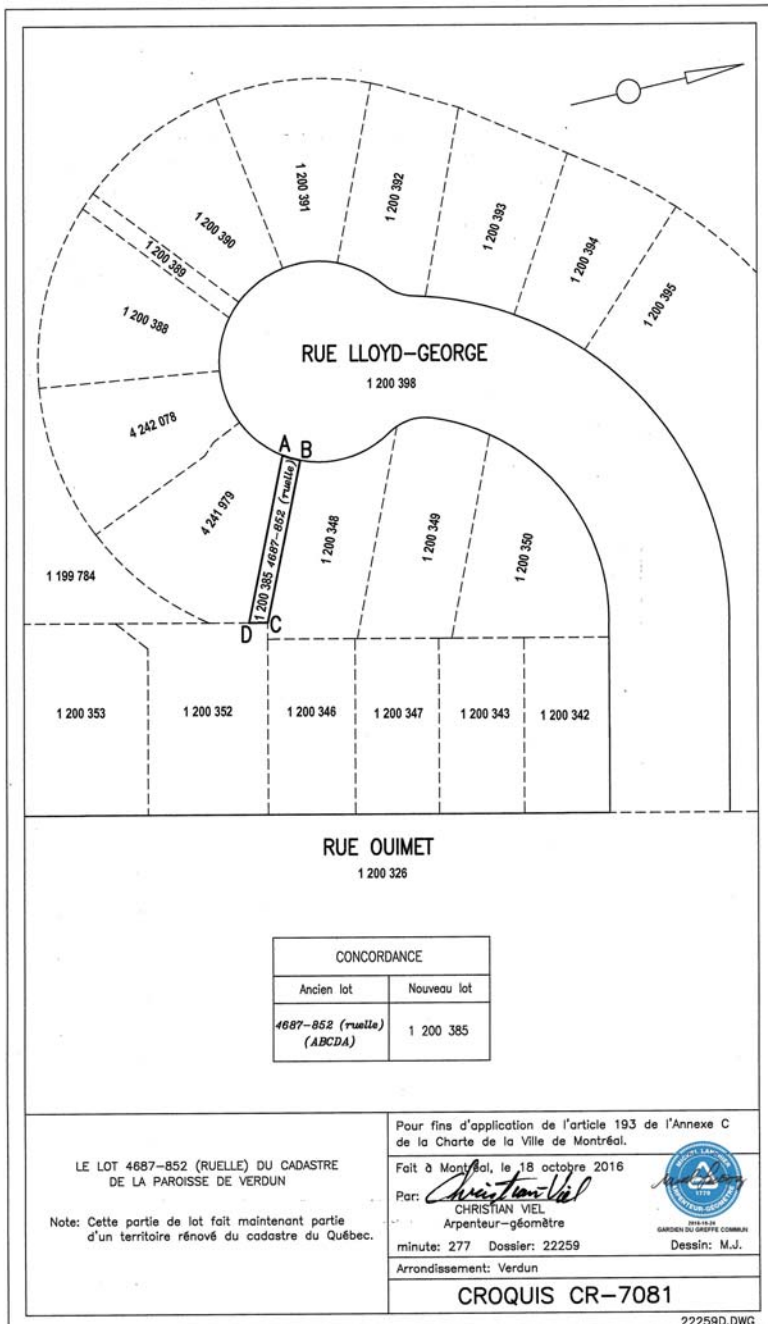 1 200 391
1 200 392
1 200 393
1 200 394
1 200 395
1 200 390
1 200 389
1 200 388
RUE LLOYD-GEORGE
1 200 398
4 242 078
A
B
4 241 979
1 200 385 4687-852 (ruelle)
1 200 348
1 200 349
1 200 350
1 199 784
D
C
1 200 353
1 200 352
1 200 346
1 200 347
1 200 343
1 200 342
RUE OUIMET
1 200 326
CONCORDANCE
Ancien lot
Nouveau lot
4687-852 (ruelle)
(ABCDA)
1 200 385
LE LOT 4687-852 (RUELLE) DU CADASTRE
DE LA PAROISSE DE VERDUN
Note: Cette partie de lot fait maintenant partie
d'un territoire rénové du cadastre du Québec.
Pour fins d'application de l'article 193 de l'Annexe C
de la Charte de la Ville de Montréal.
Fait à Montréal, le 18 octobre 2016
Par: Christian Viel
CHRISTIAN VIEL
Arpenteur-géomètre
ARPENTEUR-GÉOMÈTRE
GARDIEN DU GREFFE COMMUN
minute: 277 Dossier: 22259
Dessin: M.J.
Arrondissement: Verdun
CROQUIS CR-7081
22259D.DWG